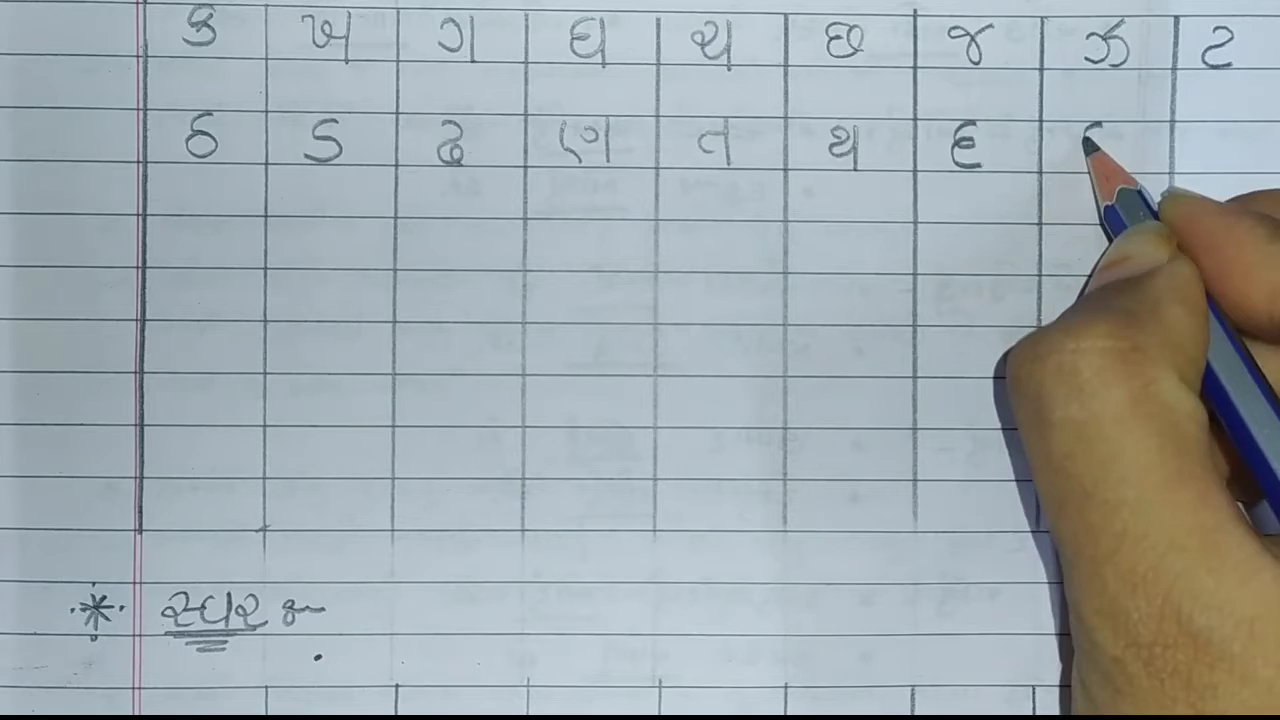 ક ખ ગ ઘ ચ છ જ ઝ ટ
ઠ ડ ઢ ણ ત થ દ
* સ્વર :-